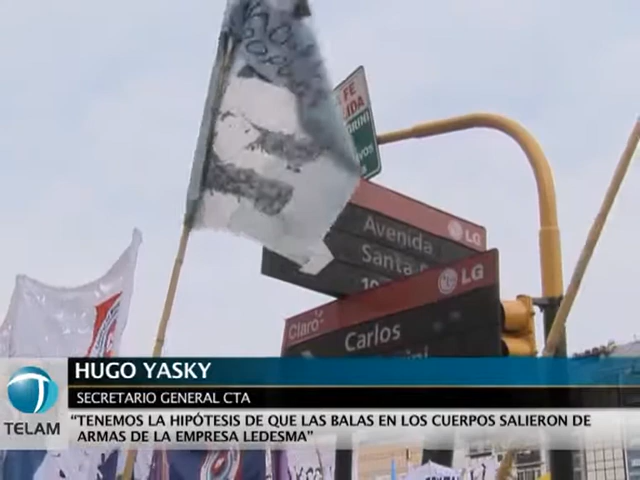 FE
Avenida
LG
Santa
LG
Claro
Carlos
HUGO YASKY
SECRETARIO GENERAL CTA
TELAM
“TENEMOS LA HIPÓTESIS DE QUE LAS BALAS EN LOS CUERPOS SALIERON DE
ARMAS DE LA EMPRESA LEDESMA”